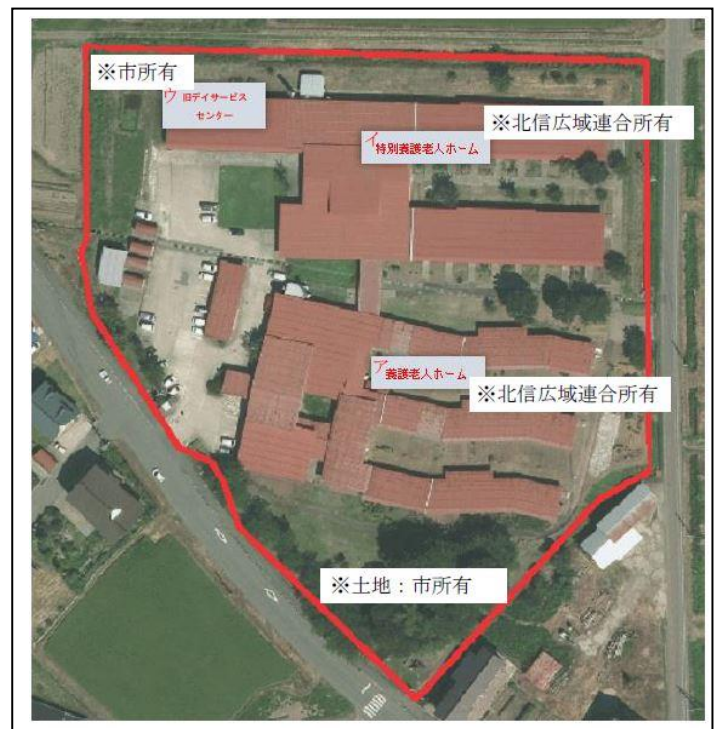 ※市所有
ウ 旧デイサービス
センター
※北信広域連合所有
イ特別養護老人ホーム
ア養護老人ホーム
※北信広域連合所有
※土地：市所有